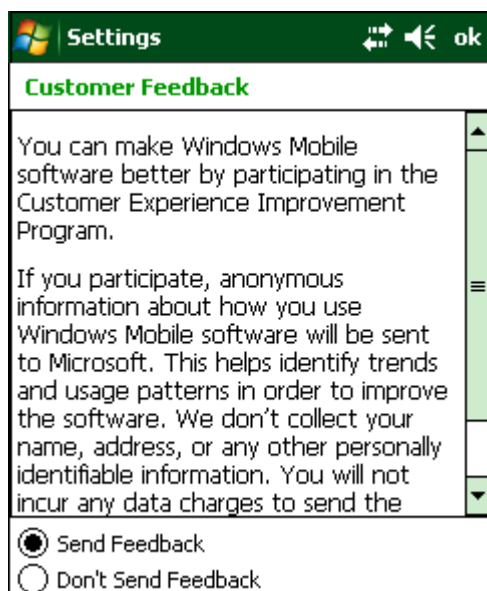 Settings
ok
Customer Feedback
You can make Windows Mobile
software better by participating in the
Customer Experience Improvement
Program.
If you participate, anonymous
information about how you use
Windows Mobile software will be sent
to Microsoft. This helps identify trends
and usage patterns in order to improve
the software. We don't collect your
name, address, or any other personally
identifiable information. You will not
incur any data charges to send the
Send Feedback
Don't Send Feedback